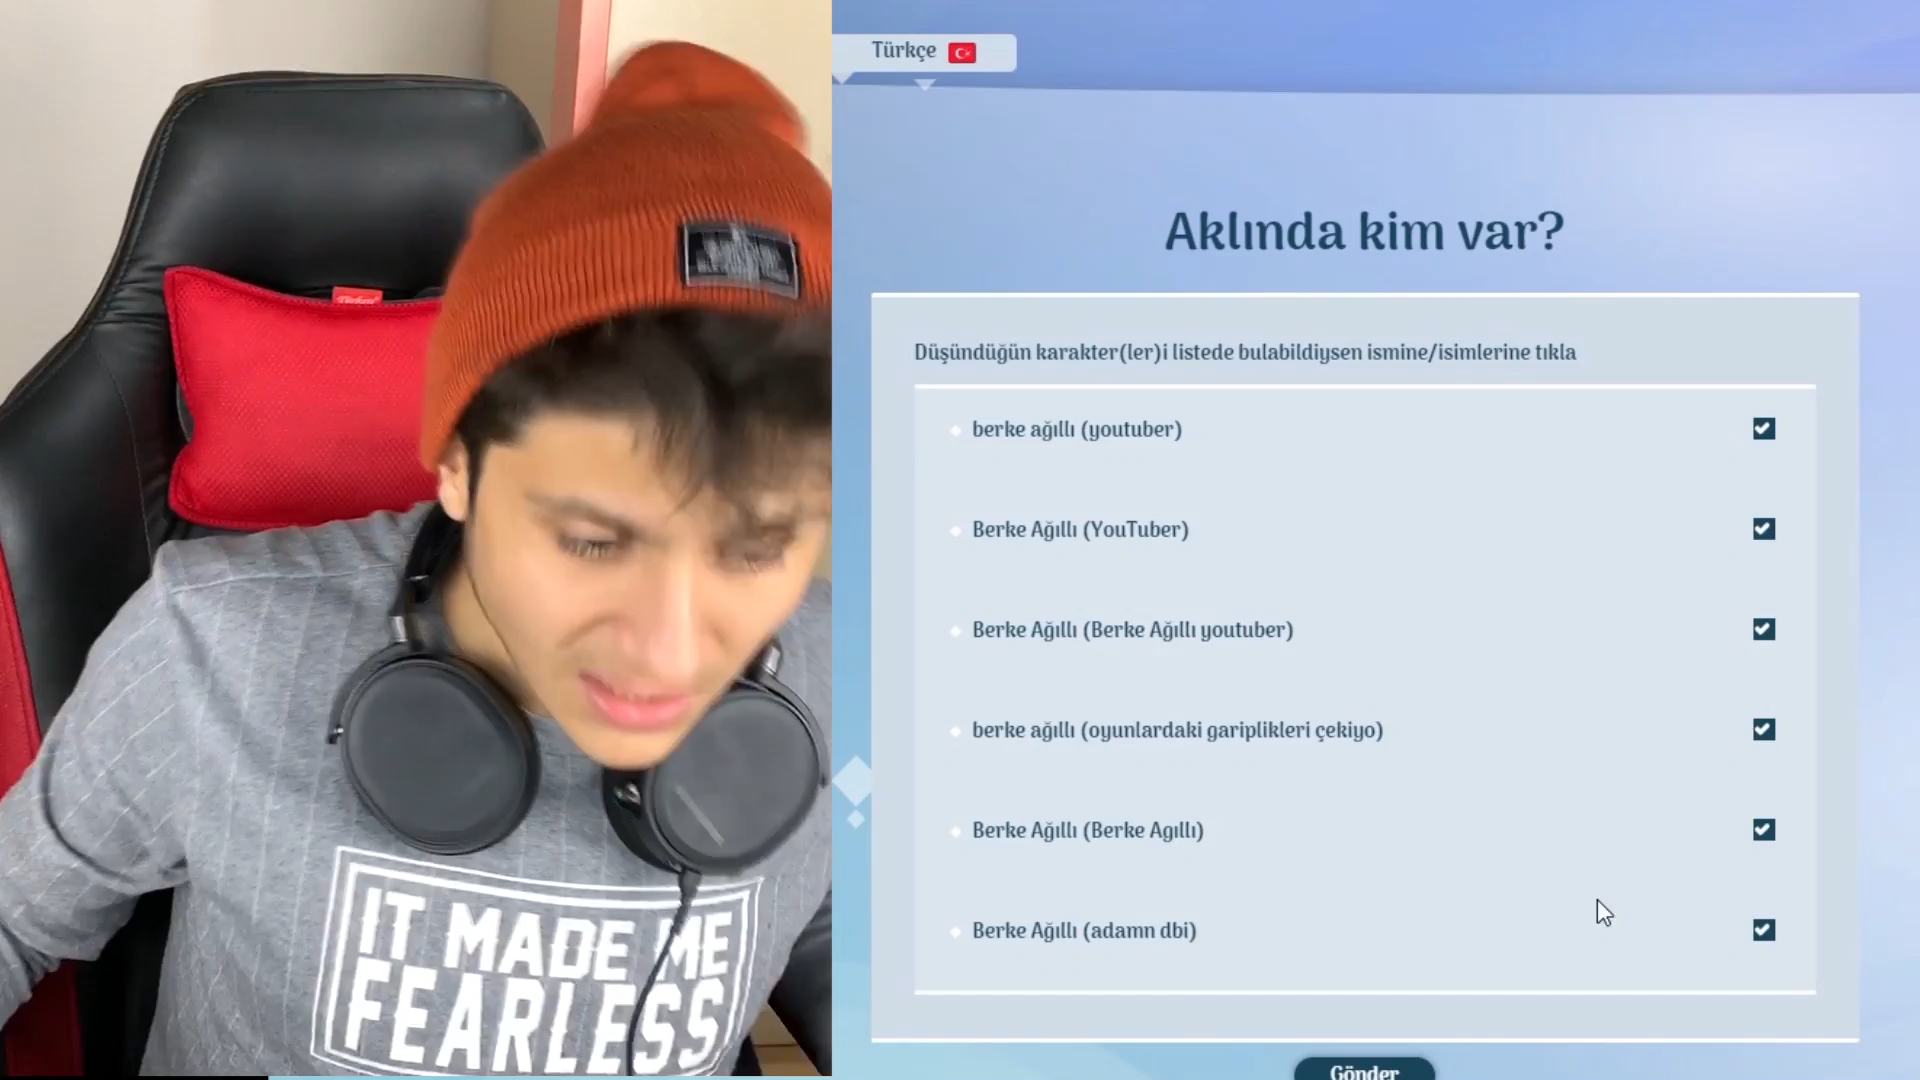 Türkçe
Aklında kim var?
Düşündüğün karakter(ler)i listede bulabildiysen ismine/isimlerine tıkla
berke ağıllı (youtuber)
Berke Ağıllı (YouTuber)
Berke Ağıllı (Berke Ağıllı youtuber)
berke ağıllı (oyunlardaki gariplikleri çekiyo)
Berke Ağıllı (Berke Agıllı)
Berke Ağıllı (adamn dbi)
Gönder
IT MADE ME
FEARLESS